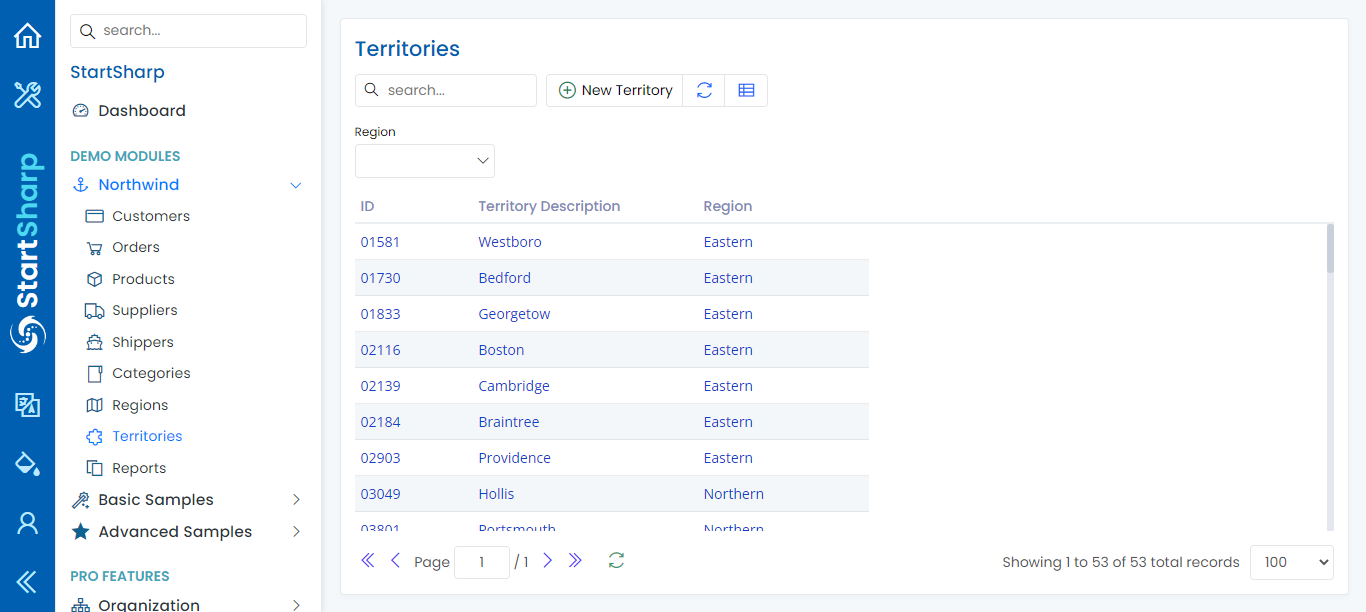 search...
StartSharp
Dashboard
DEMO MODULES
Northwind
Customers
Orders
Products
Suppliers
Shippers
Categories
Regions
Territories
Reports
Basic Samples
Advanced Samples
PRO FEATURES
Organization
StartSharp
Territories
search...
New Territory
Region
ID Territory Description Region
01581 Westboro Eastern
01730 Bedford Eastern
01833 Georgetow Eastern
02116 Boston Eastern
02139 Cambridge Eastern
02184 Braintree Eastern
02903 Providence Eastern
03049 Hollis Northern
03801 Portsmouth Northern
Page 1 / 1
Showing 1 to 53 of 53 total records 100